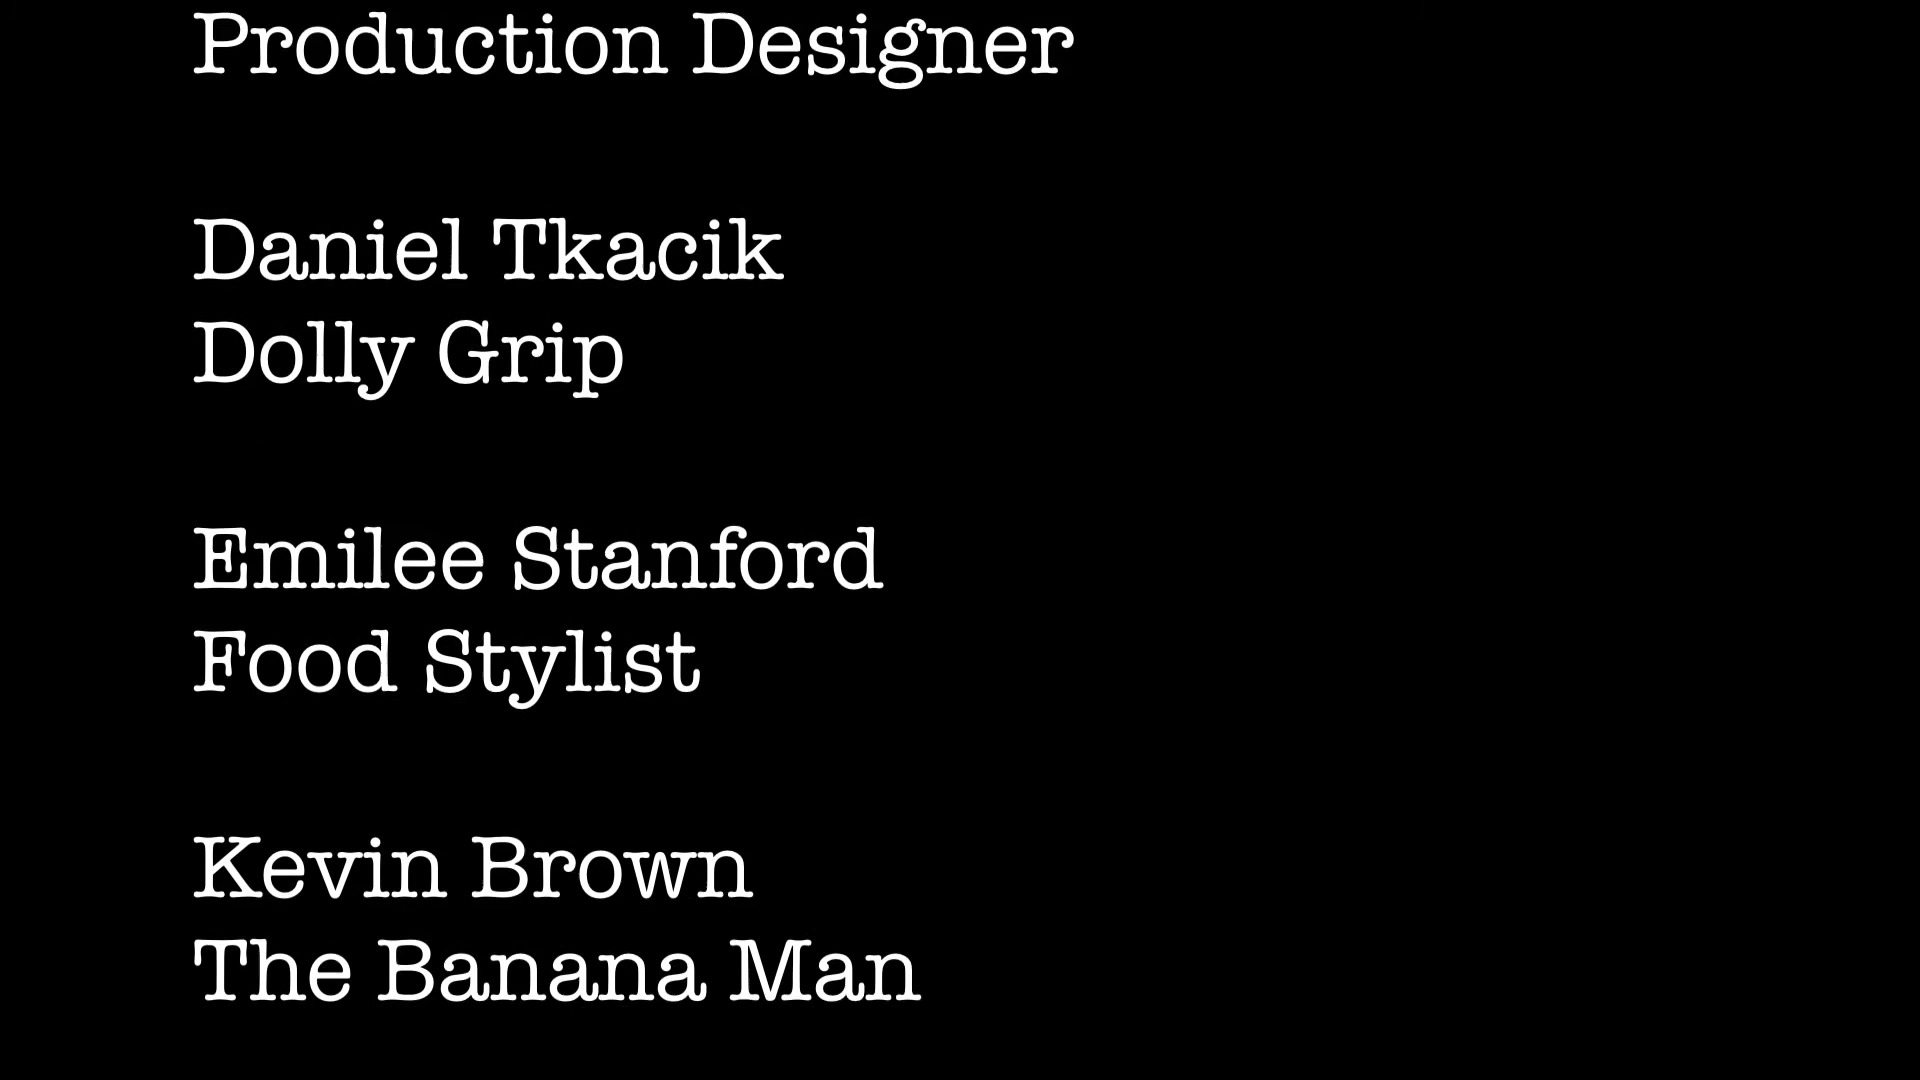 Production Designer
Daniel Tkacik
Dolly Grip
Emilee Stanford
Food Stylist
Kevin Brown
The Banana Man